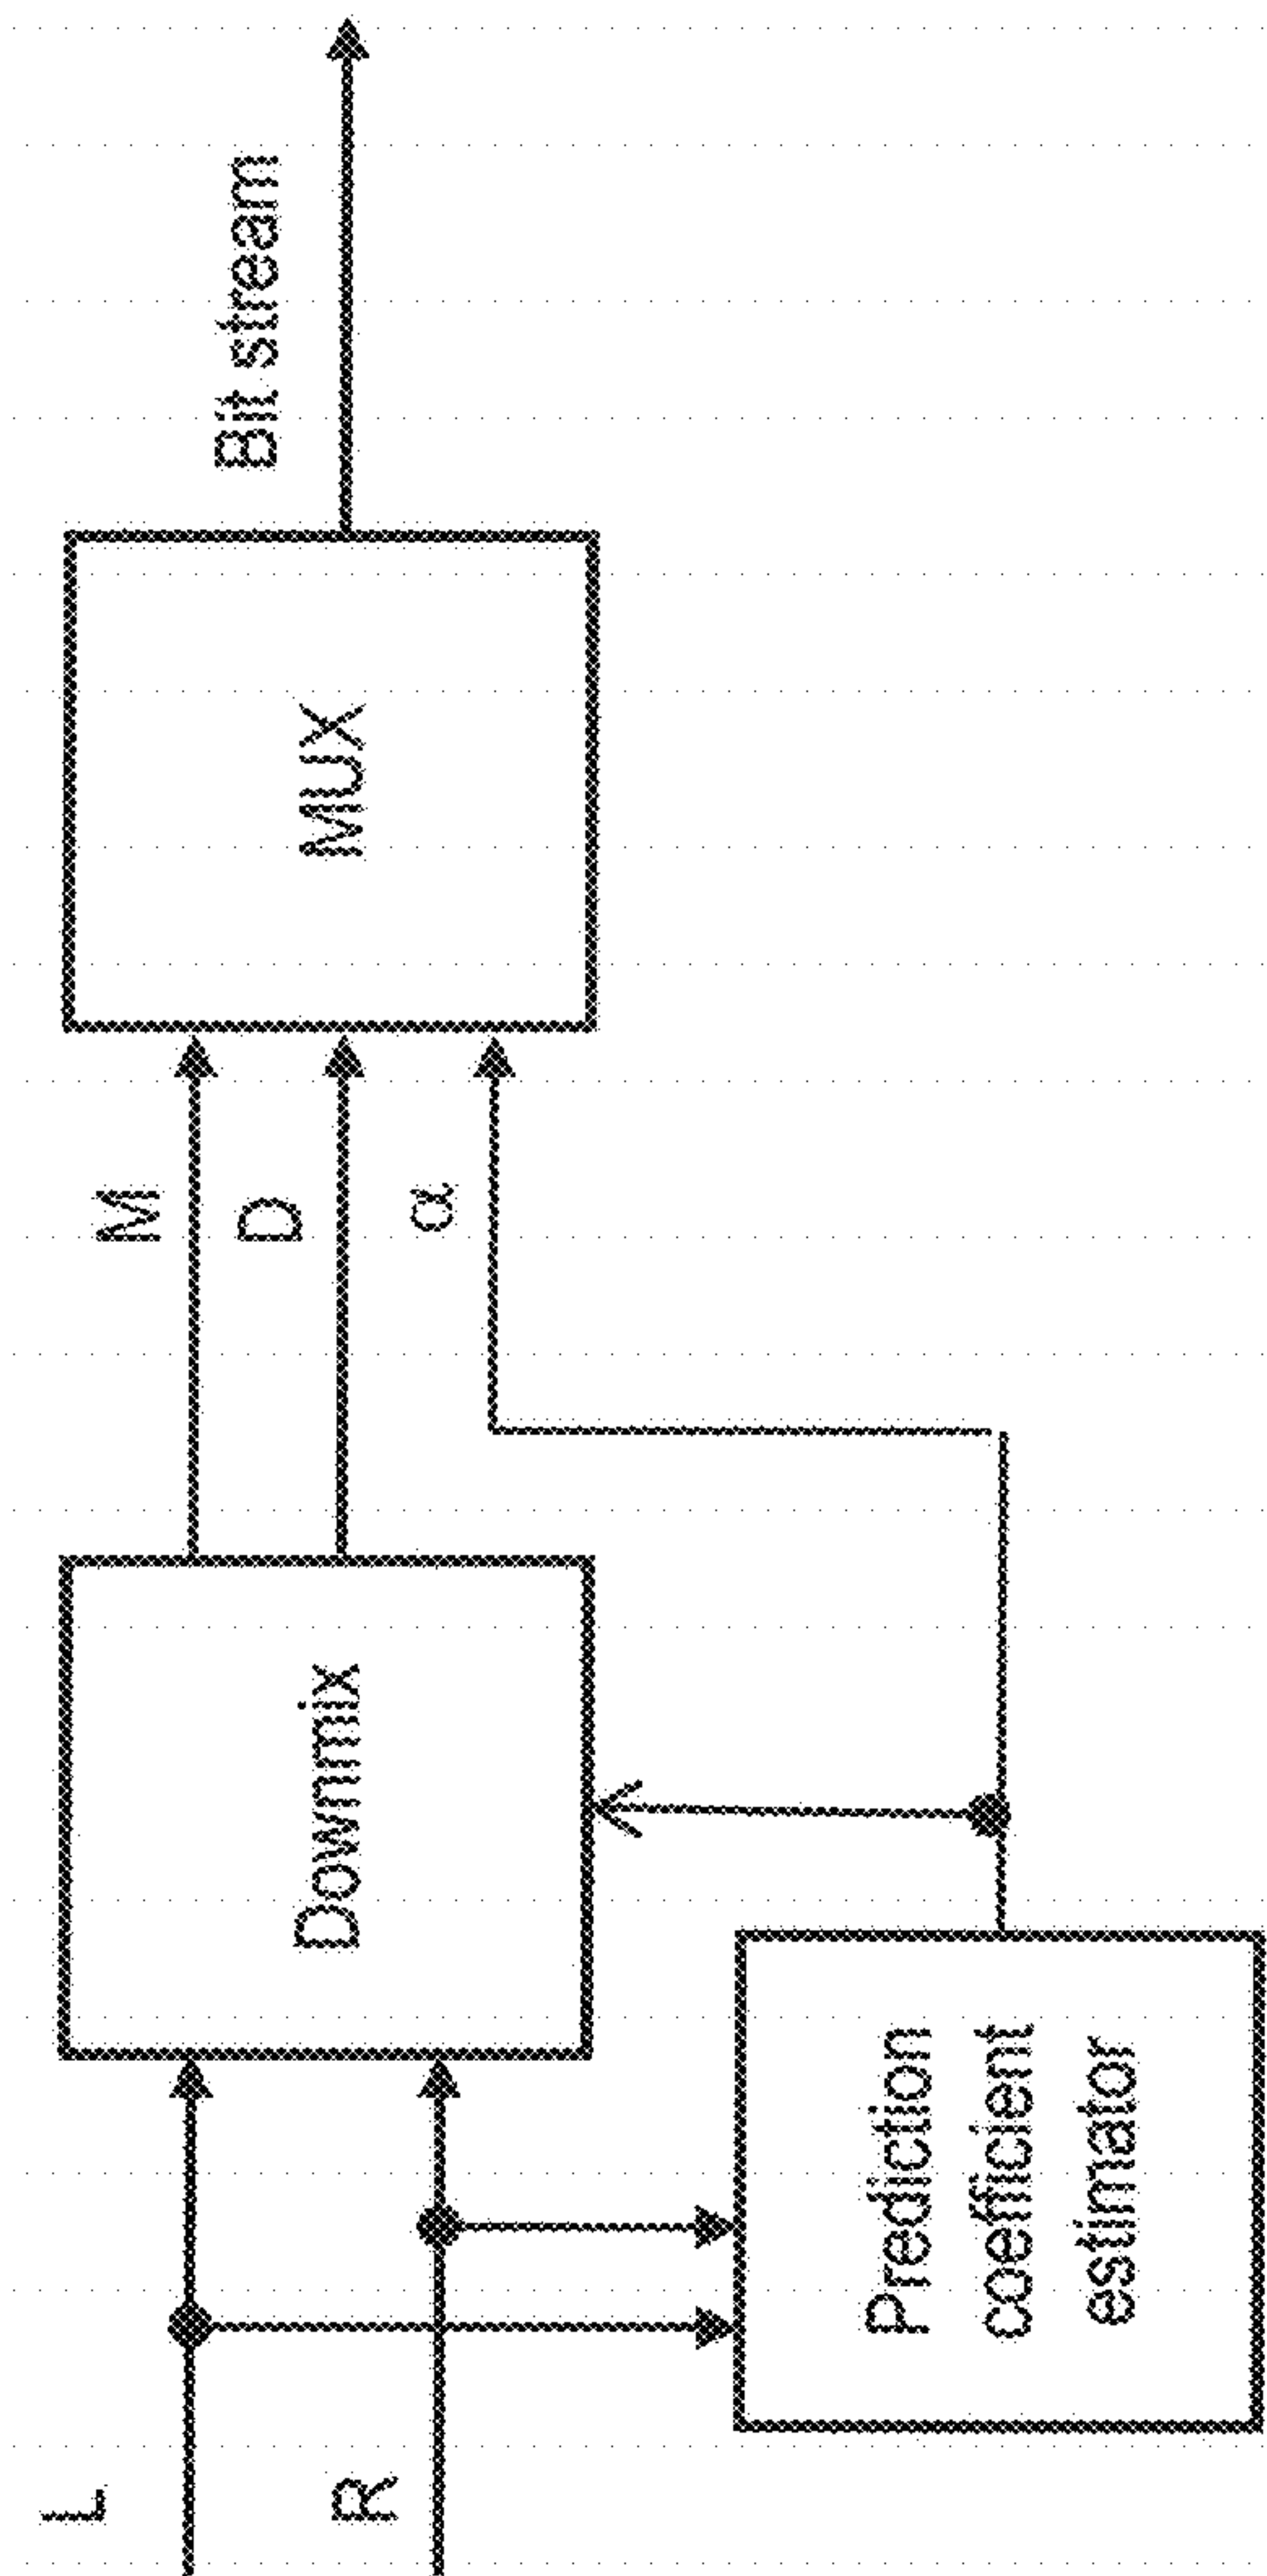 L
R
Downmix
Prediction
coefficient
estimator
M
D
α
MUX
Bit stream